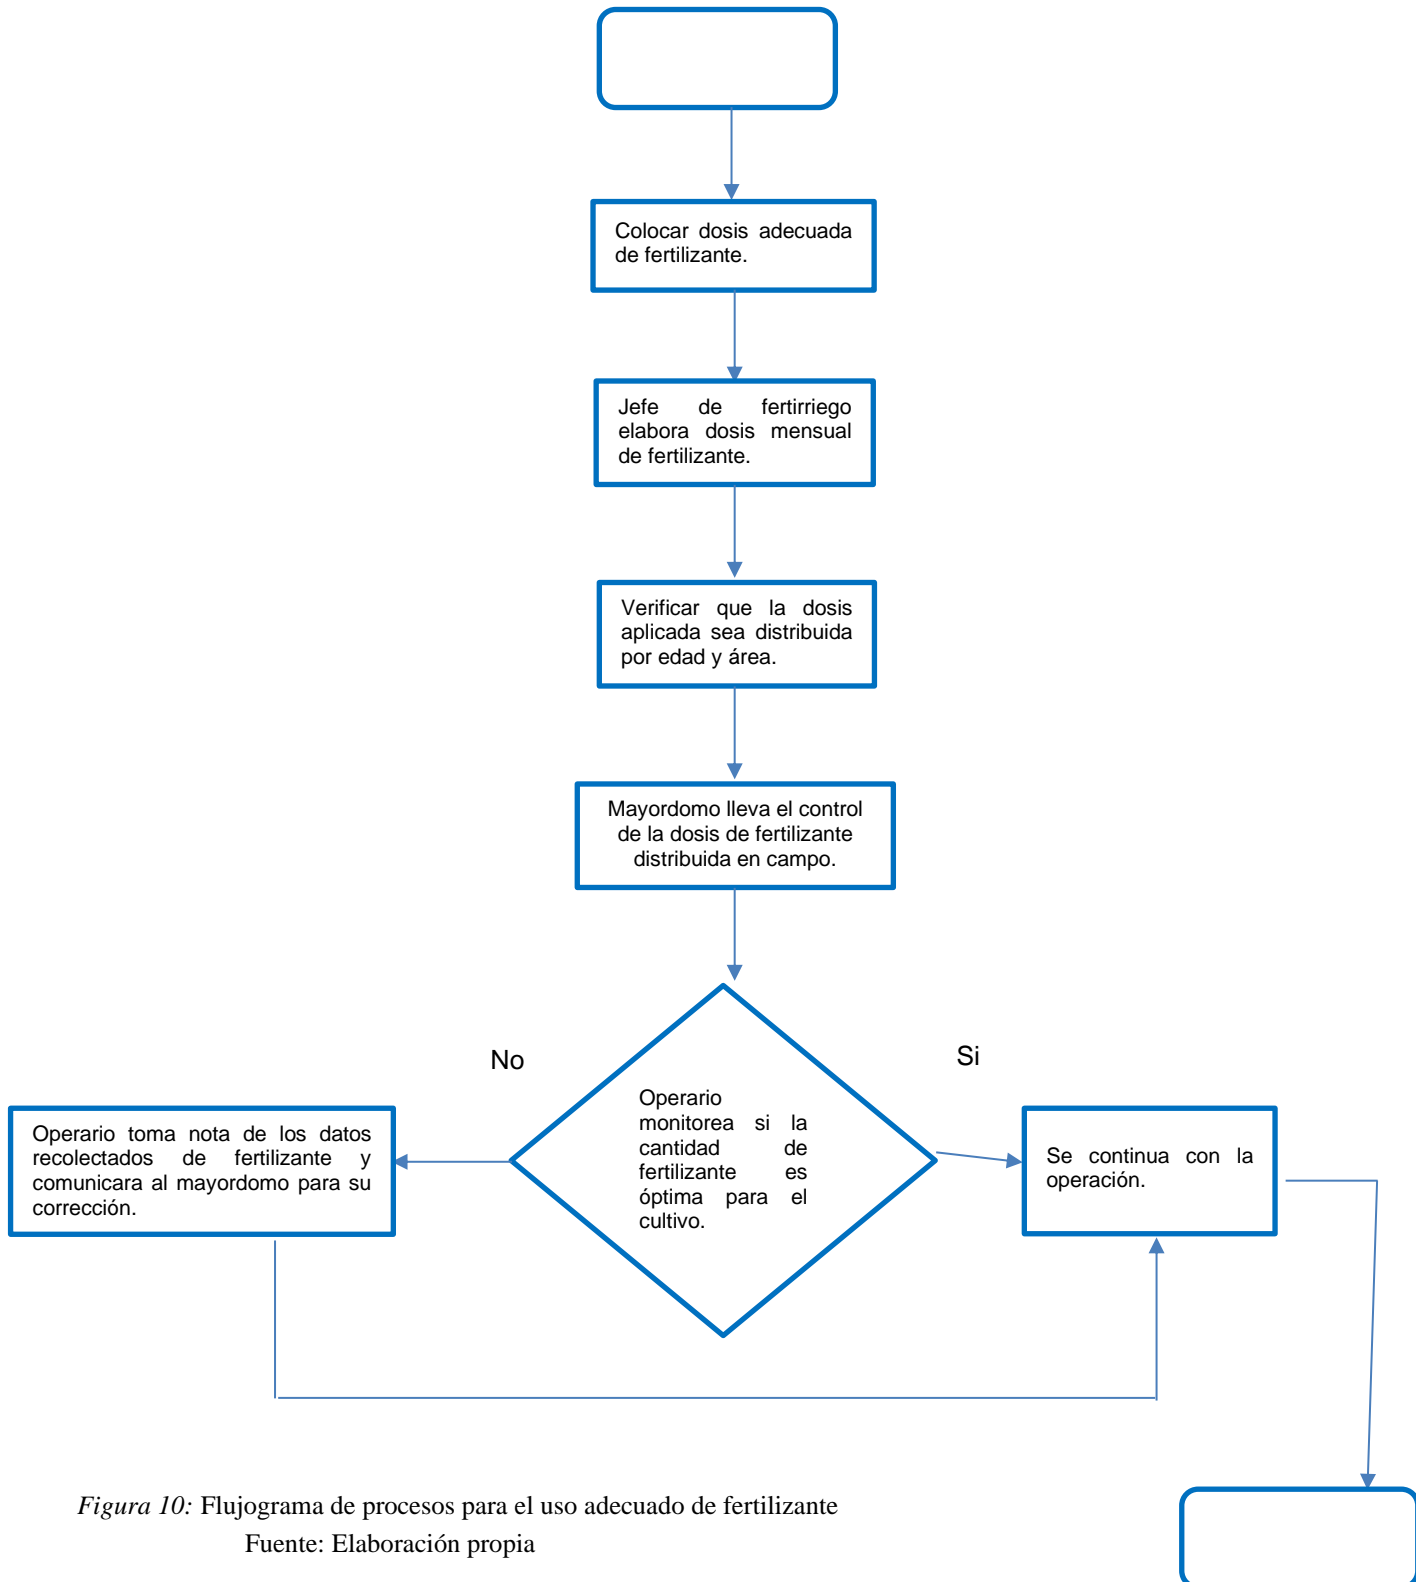 Colocar dosis adecuada
de fertilizante.
Jefe de fertirriego
elabora dosis mensual
de fertilizante.
Verificar que la dosis
aplicada sea distribuida
por edad y área.
Mayordomo lleva el control
de la dosis de fertilizante
distribuida en campo.
No
Si
Operario toma nota de los datos
recolectados de fertilizante y
comunicara al mayordomo para su
corrección.
Operario
monitorea si la
cantidad de
fertilizante es
óptima para el
cultivo.
Se continua con la
operación.
Figura 10: Flujograma de procesos para el uso adecuado de fertilizante
Fuente: Elaboración propia